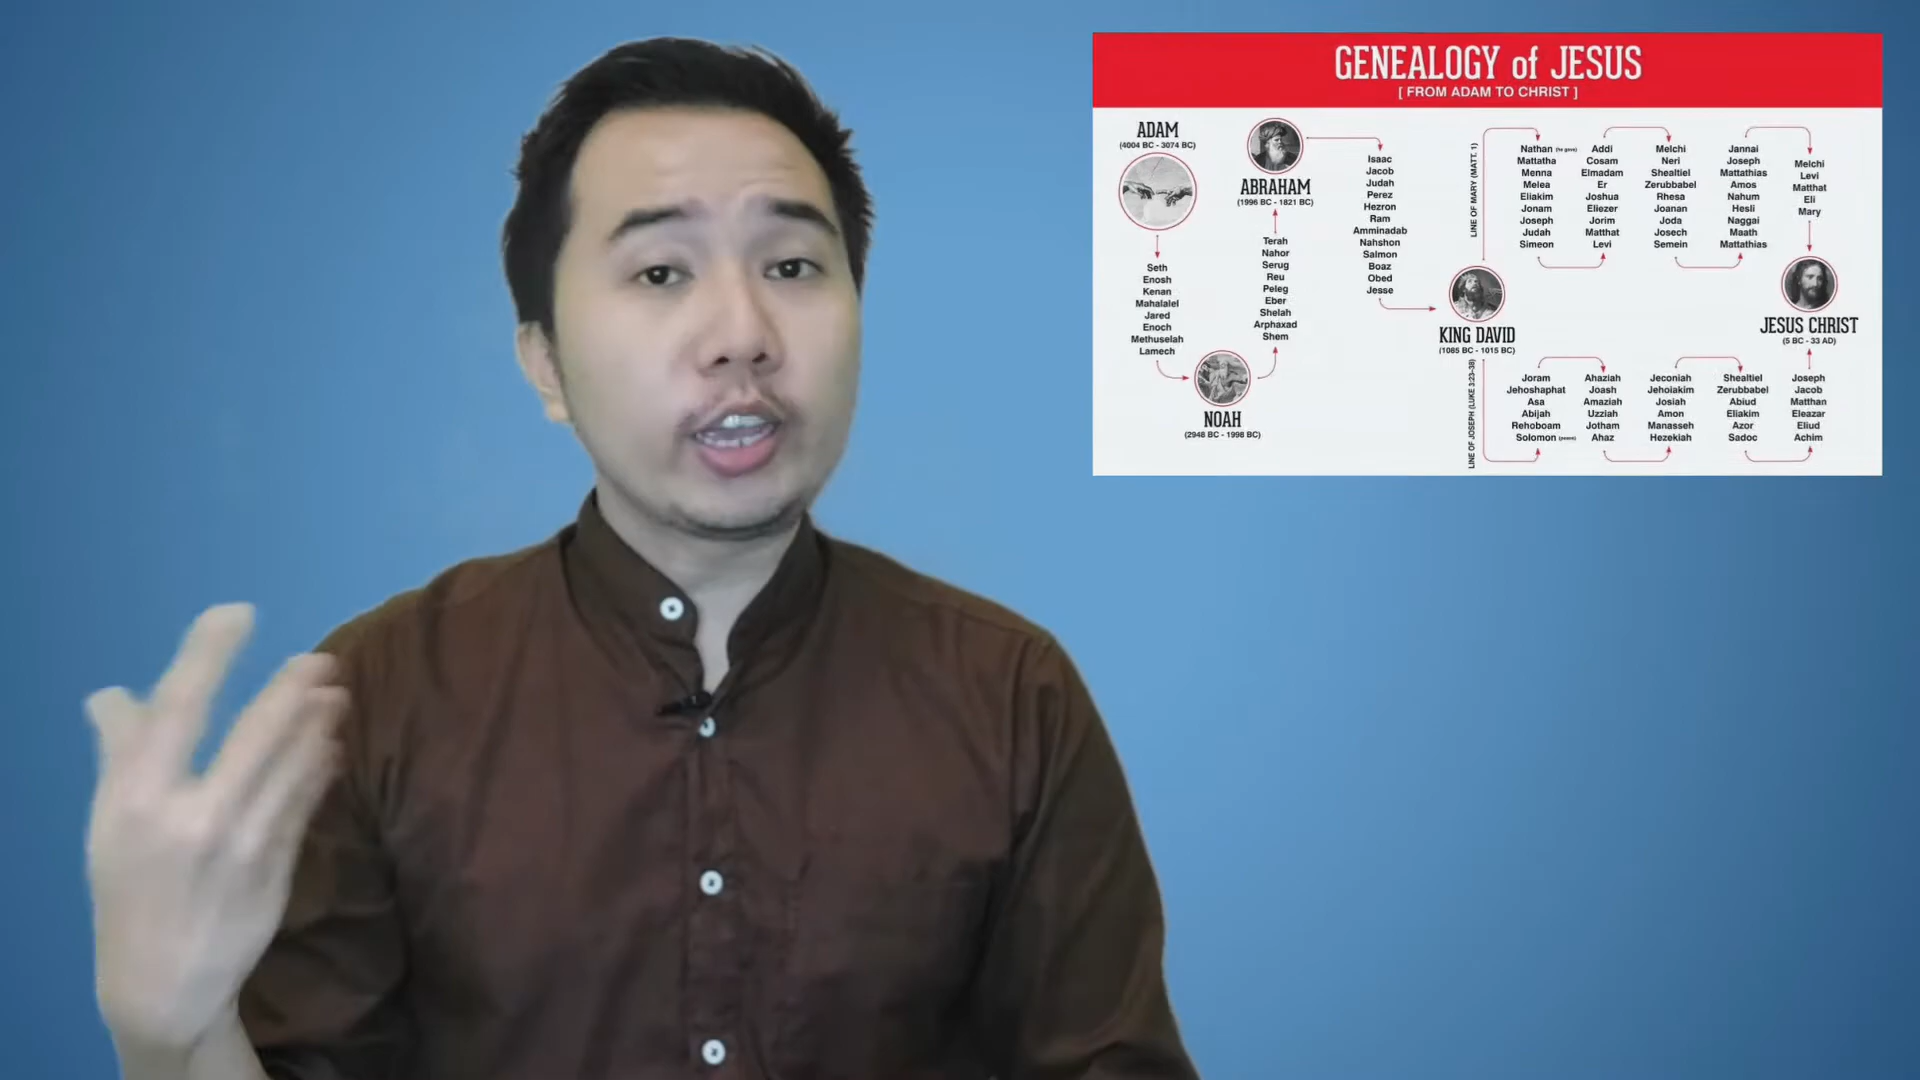 GENEALOGY of JESUS
[ FROM ADAM TO CHRIST ]
ADAM
(4004 BC - 3074 BC)
Seth
Enosh
Kenan
Mahalalel
Jared
Enoch
Methuselah
Lamech
NOAH
(2948 BC - 1998 BC)
Terah
Nahor
Serug
Reu
Peleg
Eber
Shelah
Arphaxad
Shem
ABRAHAM
(1996 BC - 1821 BC)
Isaac
Jacob
Judah
Perez
Hezron
Ram
Amminadab
Nahshon
Salmon
Boaz
Obed
Jesse
KING DAVID
(1085 BC - 1015 BC)
LINE OF MARY (MATT. 1)
Nathan
Mattatha
Menna
Melea
Eliakim
Jonam
Joseph
Judah
Simeon
Addi
Cosam
Elmadam
Er
Joshua
Eliezer
Jorim
Matthat
Levi
Melchi
Neri
Shealtiel
Zerubbabel
Rhesa
Joanan
Joda
Josech
Semein
Jannai
Joseph
Mattathias
Amos
Nahum
Hesli
Naggai
Maath
Mattathias
Melchi
Levi
Matthat
Eli
Mary
LINE OF JOSEPH (LUKE 3:23-38)
Joram
Jehoshaphat
Asa
Abijah
Rehoboam
Solomon
Ahaziah
Joash
Amaziah
Uzziah
Jotham
Ahaz
Jeconiah
Jehoiakim
Josiah
Amon
Manasseh
Hezekiah
Shealtiel
Zerubbabel
Abiud
Eliakim
Azor
Sadoc
Joseph
Jacob
Matthan
Eleazar
Eliud
Achim
JESUS CHRIST
(5 BC - 33 AD)